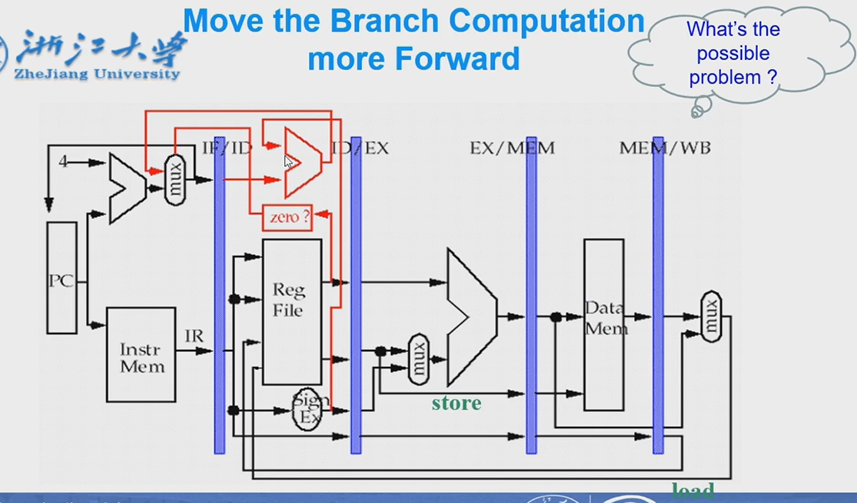 Move the Branch Computation
more Forward
What's the
possible
problem ?
浙江大学
ZheJiang University
IF/ID
ID/EX
EX/MEM
MEM/WB
4
mux
zero ?
PC
Reg
File
IR
Instr
Mem
Sign
Ex
mux
Data
Mem
mux
store
load